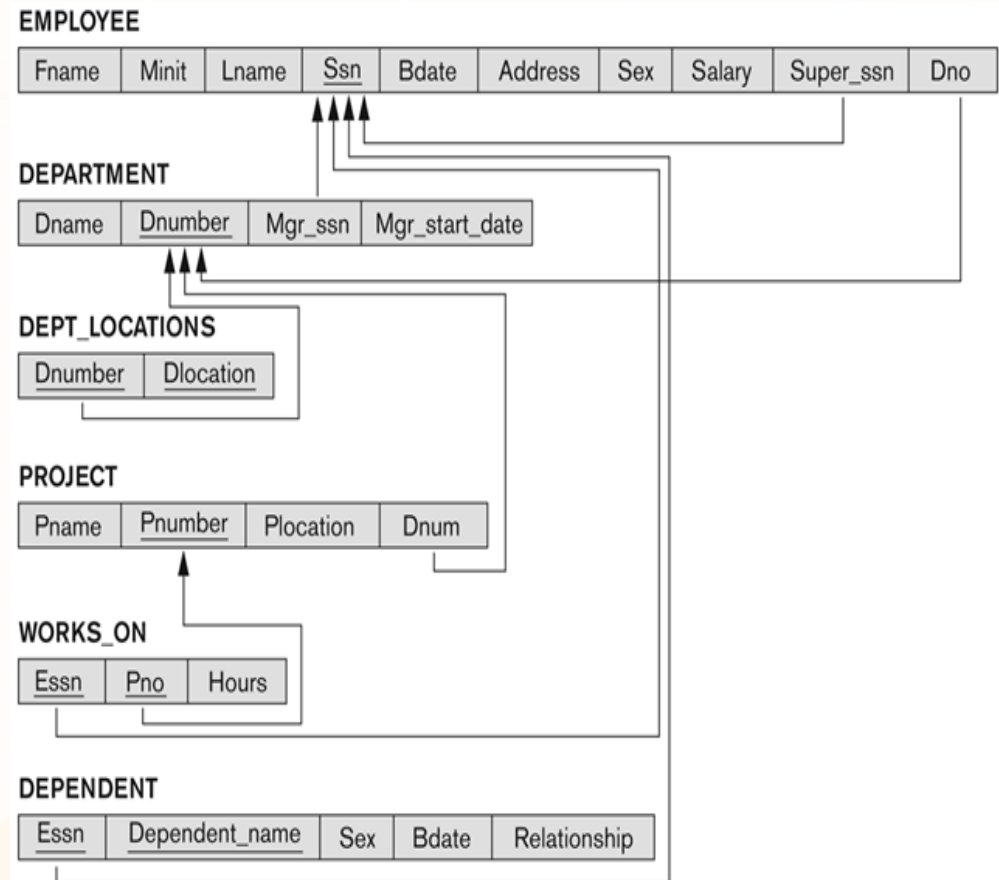 EMPLOYEE
Fname Minit Lname Ssn Bdate Address Sex Salary Super_ssn Dno
DEPARTMENT
Dname Dnumber Mgr_ssn Mgr_start_date
DEPT_LOCATIONS
Dnumber Dlocation
PROJECT
Pname Pnumber Plocation Dnum
WORKS_ON
Essn Pno Hours
DEPENDENT
Essn Dependent_name Sex Bdate Relationship